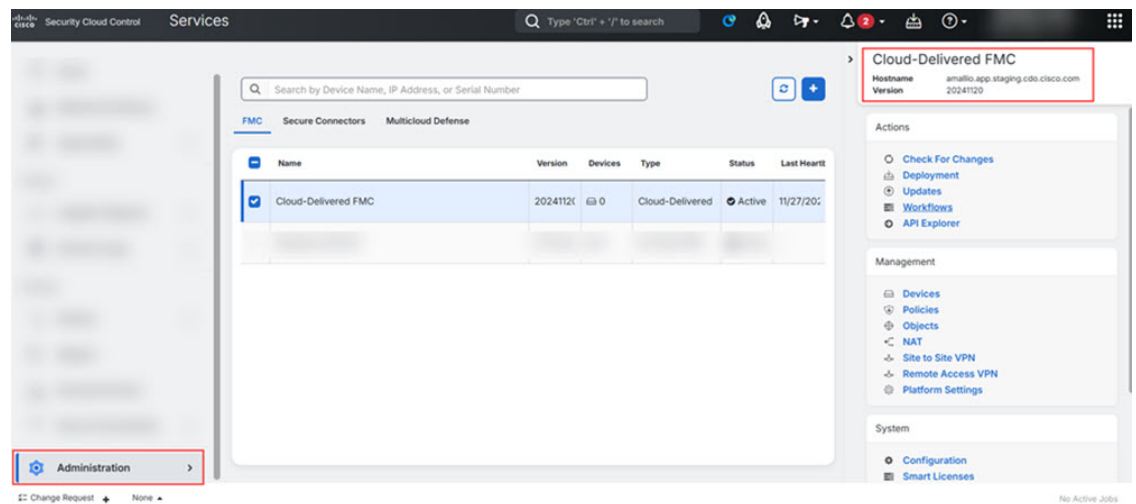 cisco Security Cloud Control Services Type 'Ctrl' + '/' to search 2
Search by Device Name, IP Address, or Serial Number
FMC Secure Connectors Multicloud Defense
Name Version Devices Type Status Last Heartb
Cloud-Delivered FMC 2024112( 0 Cloud-Delivered Active 11/27/202
Administration
Change Request + None
Cloud-Delivered FMC
Hostname amallio.app.staging.cdo.cisco.com
Version 20241120
Actions
Check For Changes
Deployment
Updates
Workflows
API Explorer
Management
Devices
Policies
Objects
NAT
Site to Site VPN
Remote Access VPN
Platform Settings
System
Configuration
Smart Licenses
No Active Jobs